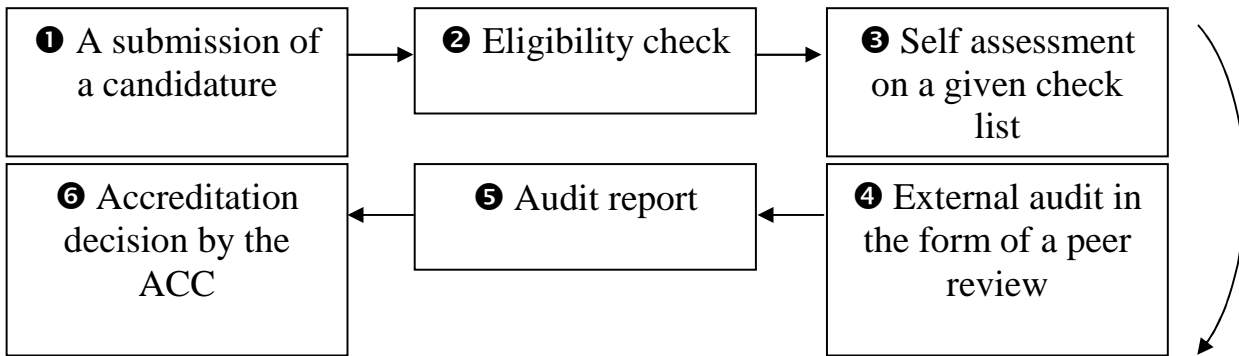 ❶ A submission of
a candidature
❷ Eligibility check
❸ Self assessment
on a given check
list
❹ External audit in
the form of a peer
review
❺ Audit report
❻ Accreditation
decision by the
ACC